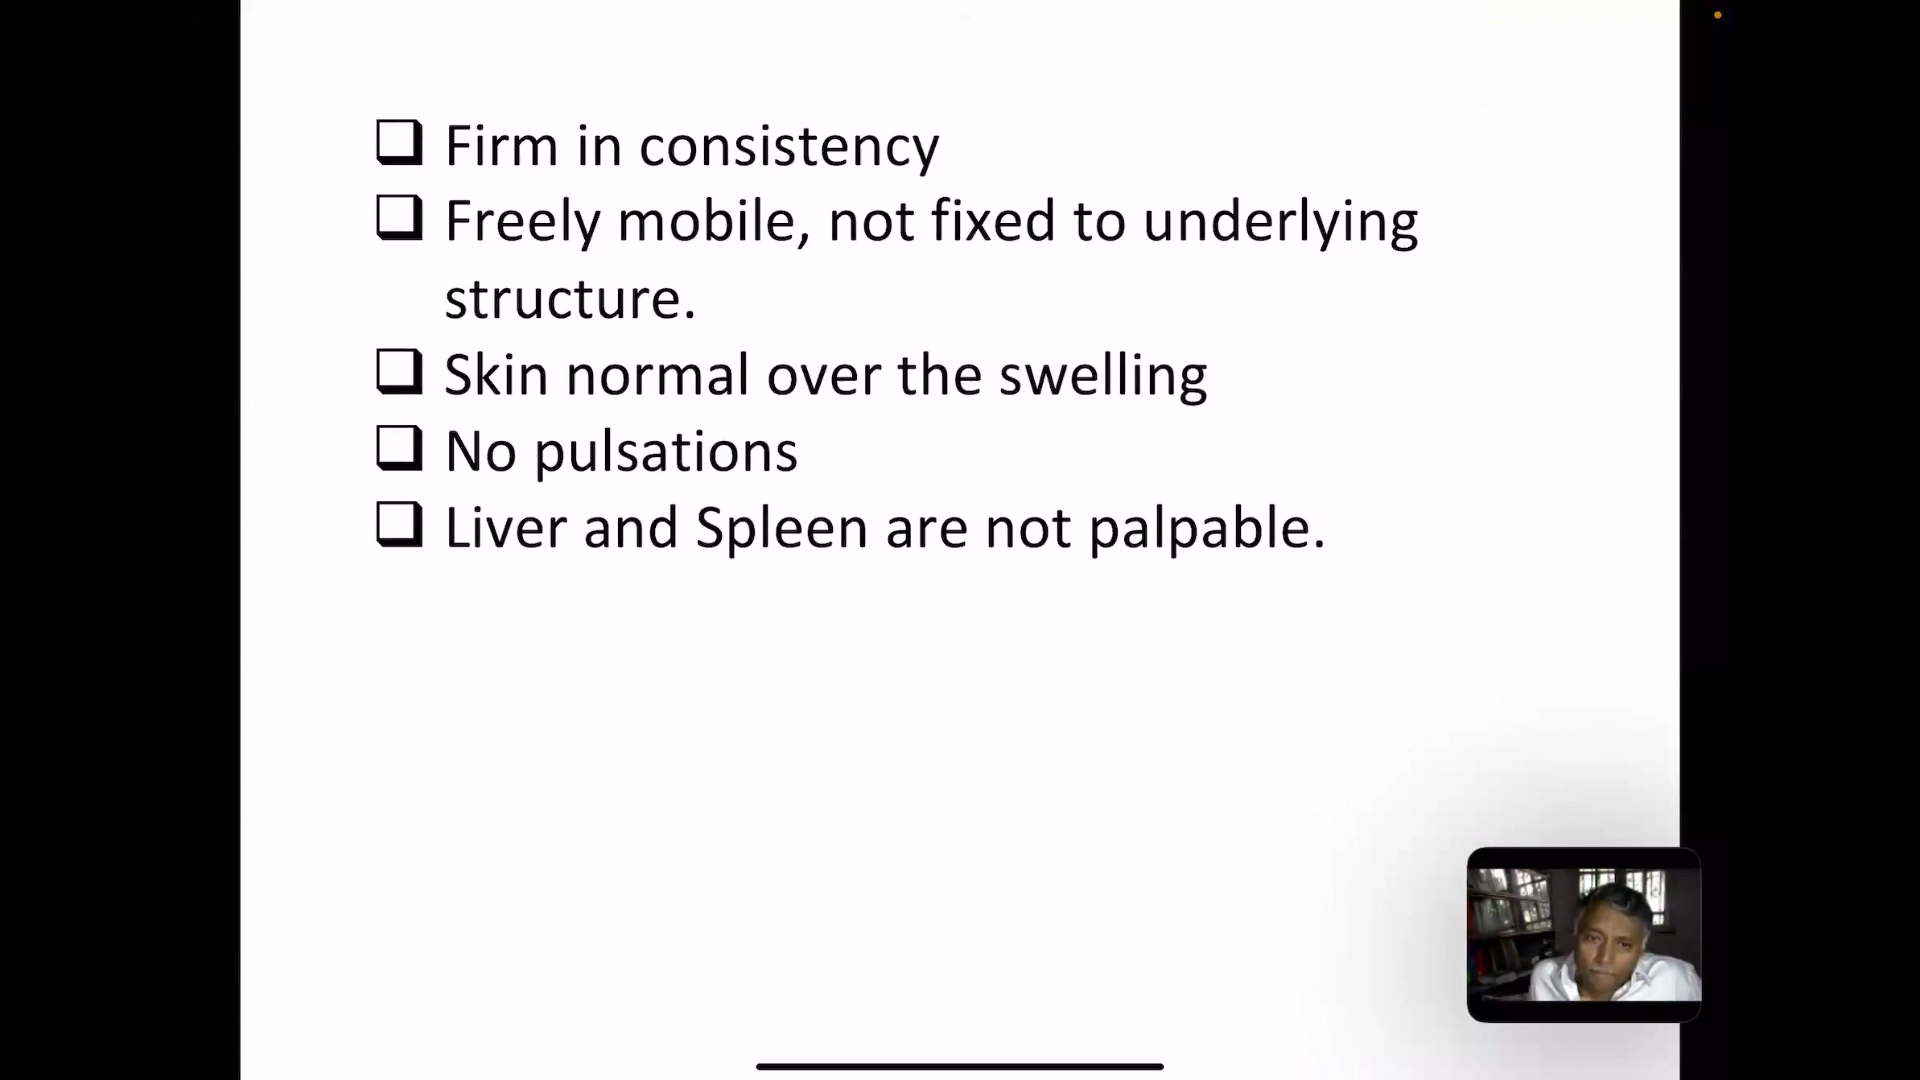 Firm in consistency
Freely mobile, not fixed to underlying
structure.
Skin normal over the swelling
No pulsations
Liver and Spleen are not palpable.